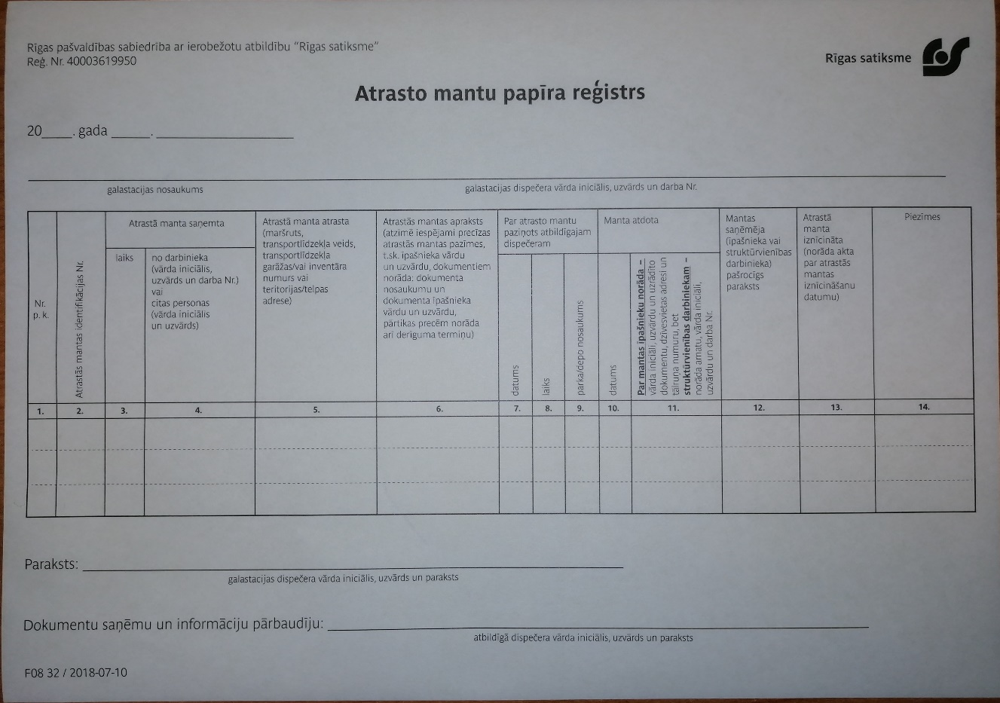 Rīgas pašvaldības sabiedrība ar ierobežotu atbildību "Rīgas satiksme"
Reģ. Nr. 40003619950
Rīgas satiksme
Atrasto mantu papīra reģistrs
20____. gada _____. __________________
galastacijas nosaukums
galastacijas dispečera vārda iniciālis, uzvārds un darba Nr.
Nr.
p. k.
Atrastās mantas identifikācijas Nr.
Atrastā manta saņemta
laiks
no darbinieka
(vārda iniciālis,
uzvārds un darba Nr.)
vai
citas personas
(vārda iniciālis
un uzvārds)
Atrastā manta atrasta
(maršruts,
transportlīdzekļa veids,
transportlīdzekļa
garāžas/vai inventāra
numurs vai
teritorijas/telpas
adrese)
Atrastās mantas apraksts
(atzīmē iespējami precīzas
atrastās mantas pazīmes,
t.sk. īpašnieka vārdu
un uzvārdu, dokumentiem
norāda: dokumenta
nosaukumu un
dokumenta īpašnieka
vārdu un uzvārdu,
pārtikas precēm norāda
arī derīguma termiņu)
Par atrasto mantu
paziņots atbildīgajam
dispečeram
datums
laiks
parka/depo nosaukums
Manta atdota
datums
Par mantas īpašnieku norāda –
vārda iniciāli, uzvārdu un uzrādīto
dokumentu, dzīvesvietas adresi un
tālruņa numuru, bet
struktūrvienības darbiniekam –
norāda amatu, vārda iniciāli,
uzvārdu un darba Nr.
Mantas
saņēmēja
(īpašnieka vai
struktūrvienības
darbinieka)
pašrocīgs
paraksts
Atrastā
manta
iznīcināta
(norāda akta
par atrastās
mantas
iznīcināšanu
datumu)
Piezīmes
1. 2. 3. 4. 5. 6. 7. 8. 9. 10. 11. 12. 13. 14.
Paraksts:
galastacijas dispečera vārda iniciālis, uzvārds un paraksts
Dokumentu saņēmu un informāciju pārbaudīju:
atbildīgā dispečera vārda iniciālis, uzvārds un paraksts
F08 32 / 2018-07-10